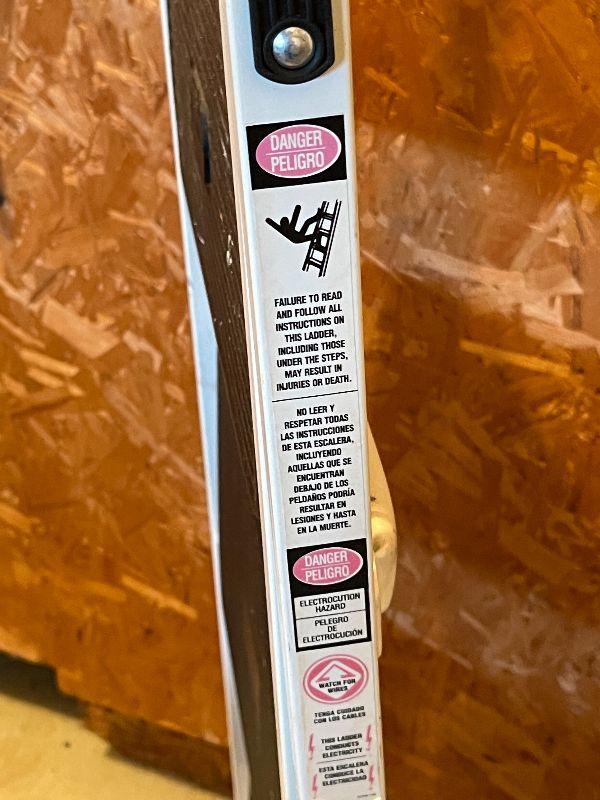 DANGER
PELIGRO
FAILURE TO READ
AND FOLLOW ALL
INSTRUCTIONS ON
THIS LADDER,
INCLUDING THOSE
UNDER THE STEPS,
MAY RESULT IN
INJURIES OR DEATH.
NO LEER Y
RESPETAR TODAS
LAS INSTRUCCIONES
DE ESTA ESCALERA,
INCLUYENDO
AQUELLAS QUE SE
ENCUENTRAN
DEBAJO DE LOS
PELDAÑOS PODRÍA
RESULTAR EN
LESIONES Y HASTA
EN LA MUERTE.
DANGER
PELIGRO
ELECTROCUTION
HAZARD
PELEGRO
DE
ELECTROCUCIÓN
WATCH FOR
WIRES
TENGA CUIDADO
CON LOS CABLES
THIS LADDER
CONDUCTS
ELECTRICITY
ESTA ESCALERA
CONDUCE LA
ELECTRICIDAD